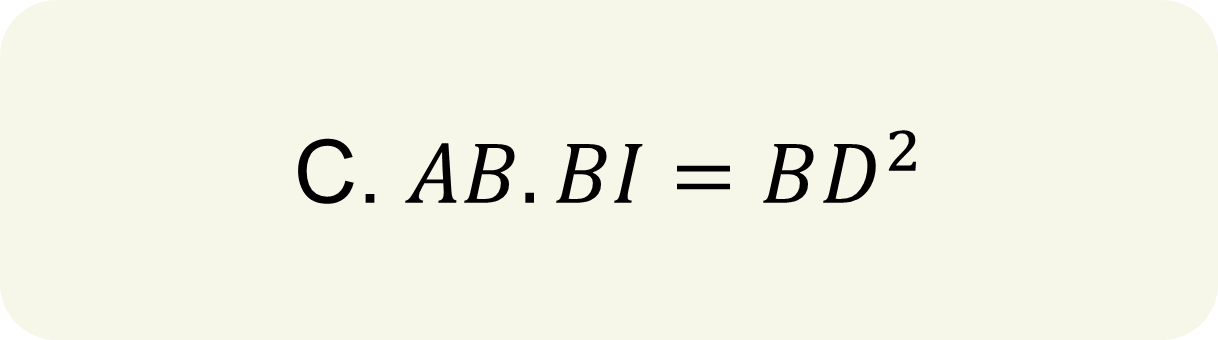 C. 𝐴𝐵. 𝐵𝐼 = 𝐵𝐷²